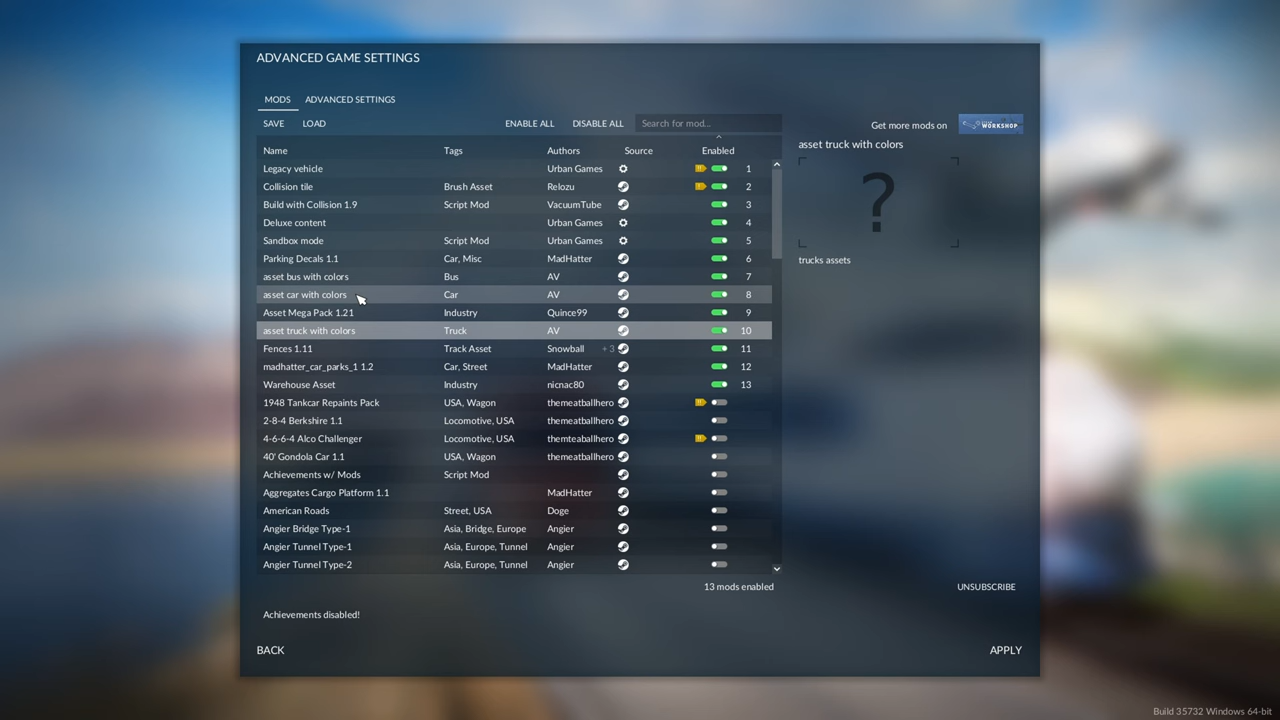 ADVANCED GAME SETTINGS
MODS ADVANCED SETTINGS
SAVE LOAD ENABLE ALL DISABLE ALL Search for mod... Get more mods on WORKSHOP
Name Tags Authors Source Enabled asset truck with colors
Legacy vehicle Urban Games 1
Collision tile Brush Asset Relozu 2
Build with Collision 1.9 Script Mod VacuumTube 3
Deluxe content Urban Games 4
Sandbox mode Script Mod Urban Games 5
Parking Decals 1.1 Car, Misc MadHatter 6
trucks assets
asset bus with colors Bus AV 7
asset car with colors Car AV 8
Asset Mega Pack 1.21 Industry Quince99 9
asset truck with colors Truck AV 10
Fences 1.11 Track Asset Snowball +3 11
madhatter_car_parks_1 1.2 Car, Street MadHatter 12
Warehouse Asset Industry nicnac80 13
1948 Tankcar Repaints Pack USA, Wagon themeatballhero
2-8-4 Berkshire 1.1 Locomotive, USA themeatballhero
4-6-6-4 Alco Challenger Locomotive, USA themteaballhero
40' Gondola Car 1.1 USA, Wagon themeatballhero
Achievements w/ Mods Script Mod
Aggregates Cargo Platform 1.1 MadHatter
American Roads Street, USA Doge
Angier Bridge Type-1 Asia, Bridge, Europe Angier
Angier Tunnel Type-1 Asia, Europe, Tunnel Angier
Angier Tunnel Type-2 Asia, Europe, Tunnel Angier
13 mods enabled UNSUBSCRIBE
Achievements disabled!
BACK APPLY
Build 35732 Windows 64-bit